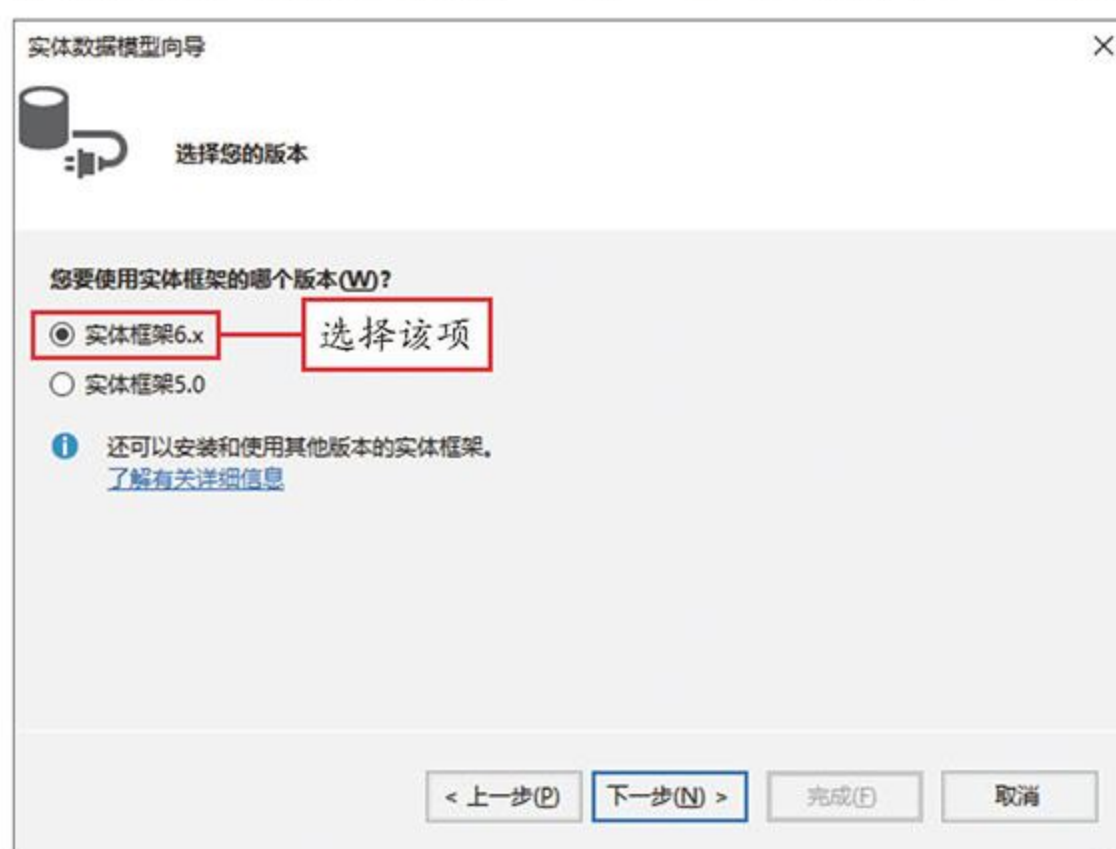 实体数据模型向导
选择您的版本
您要使用实体框架的哪个版本(W)?
实体框架6.x
选择该项
实体框架5.0
还可以安装和使用其他版本的实体框架。
了解有关详细信息
< 上一步(P) 下一步(N) > 完成(F) 取消